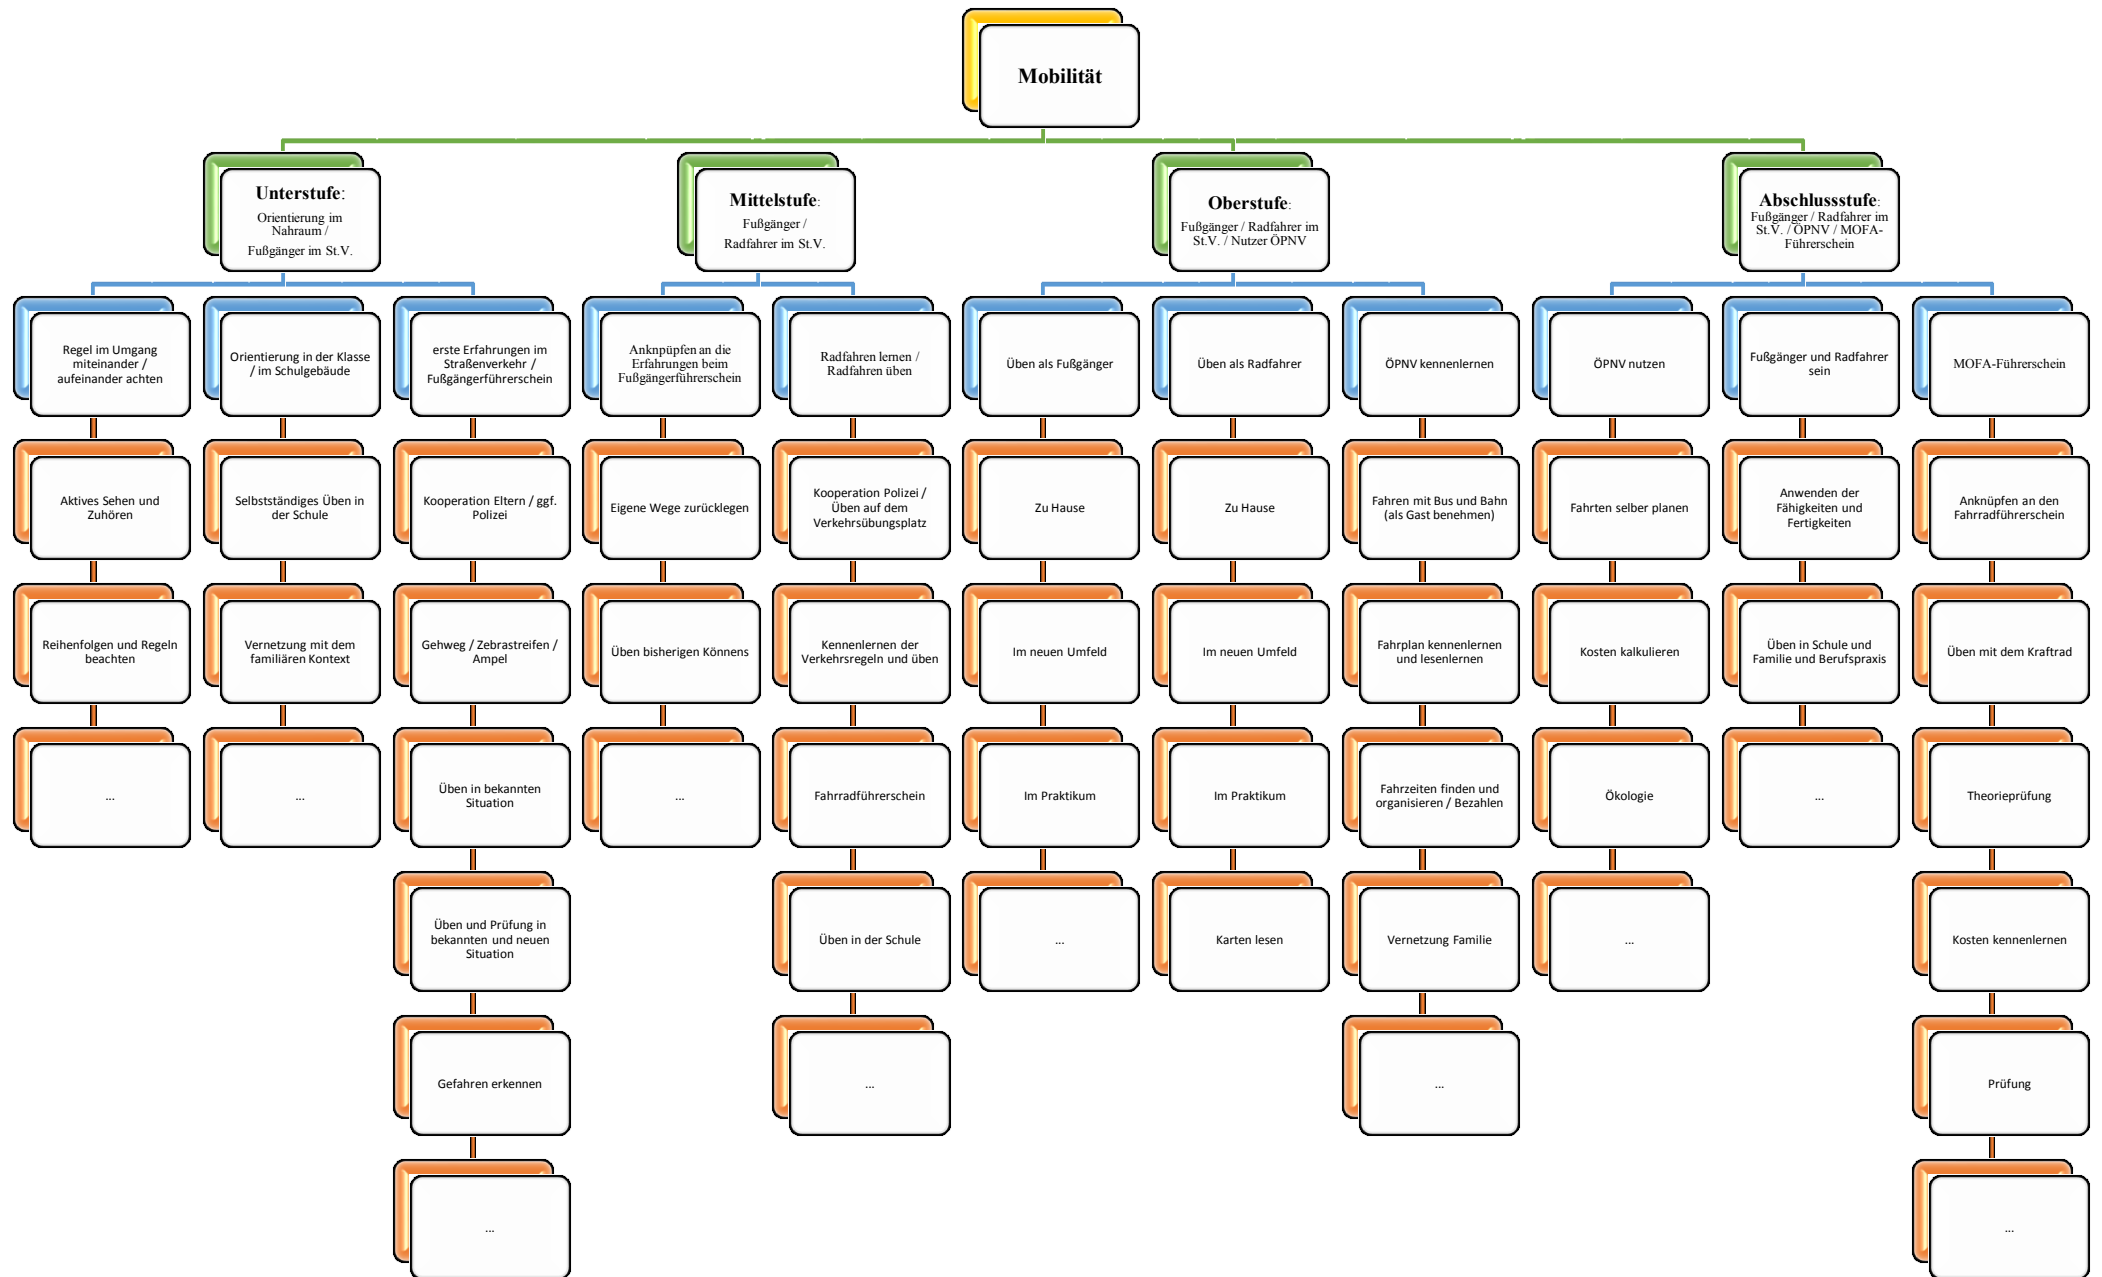 Mobilität
Unterstufe:
Orientierung im
Nahraum /
Fußgänger im St.V.
Mittelstufe:
Fußgänger /
Radfahrer im St.V.
Oberstufe:
Fußgänger / Radfahrer im
St.V. / Nutzer ÖPNV
Abschlussstufe:
Fußgänger / Radfahrer im
St.V. / ÖPNV / MOFA-
Führerschein
Regel im Umgang
miteinander /
aufeinander achten
Orientierung in der Klasse
/ im Schulgebäude
erste Erfahrungen im
Straßenverkehr /
Fußgängerführerschein
Anknpüpfen an die
Erfahrungen beim
Fußgängerführerschein
Radfahren lernen /
Radfahren üben
Üben als Fußgänger
Üben als Radfahrer
ÖPNV kennenlernen
ÖPNV nutzen
Fußgänger und Radfahrer
sein
MOFA-Führerschein
Aktives Sehen und
Zuhören
Selbstständiges Üben in
der Schule
Kooperation Eltern / ggf.
Polizei
Eigene Wege zurücklegen
Kooperation Polizei /
Üben auf dem
Verkehrsübungsplatz
Zu Hause
Zu Hause
Fahren mit Bus und Bahn
(als Gast benehmen)
Fahrten selber planen
Anwenden der
Fähigkeiten und
Fertigkeiten
Anknüpfen an den
Fahrradführerschein
Reihenfolgen und Regeln
beachten
Vernetzung mit dem
familiären Kontext
Gehweg / Zebrastreifen /
Ampel
Üben bisherigen Könnens
Kennenlernen der
Verkehrsregeln und üben
Im neuen Umfeld
Im neuen Umfeld
Fahrplan kennenlernen
und lesenlernen
Kosten kalkulieren
Üben in Schule und
Familie und Berufspraxis
Üben mit dem Kraftrad
...
...
Üben in bekannten
Situation
...
Fahrradführerschein
Im Praktikum
Im Praktikum
Fahrzeiten finden und
organisieren / Bezahlen
Ökologie
...
Theorieprüfung
Üben und Prüfung in
bekannten und neuen
Situation
Üben in der Schule
...
Karten lesen
Vernetzung Familie
...
Kosten kennenlernen
Gefahren erkennen
...
...
Prüfung
...
...